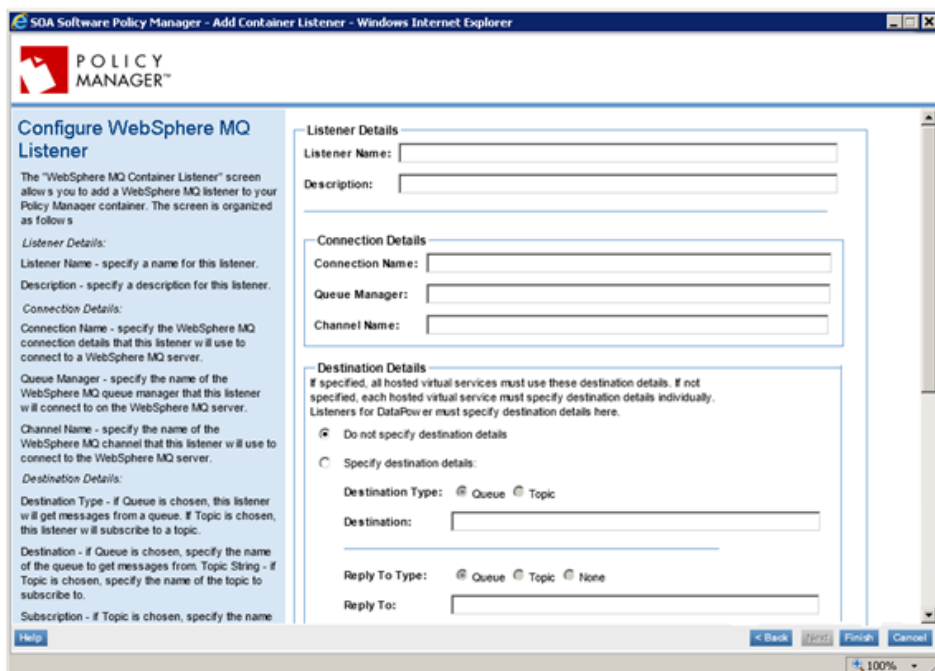 SOA Software Policy Manager - Add Container Listener - Windows Internet Explorer
POLICY
MANAGER™
Configure WebSphere MQ
Listener
The "WebSphere MQ Container Listener" screen
allows you to add a WebSphere MQ listener to your
Policy Manager container. The screen is organized
as follows
Listener Details:
Listener Name - specify a name for this listener.
Description - specify a description for this listener.
Connection Details:
Connection Name - specify the WebSphere MQ
connection details that this listener will use to
connect to a WebSphere MQ server.
Queue Manager - specify the name of the
WebSphere MQ queue manager that this listener
will connect to on the WebSphere MQ server.
Channel Name - specify the name of the
WebSphere MQ channel that this listener will use to
connect to the WebSphere MQ server.
Destination Details:
Destination Type - if Queue is chosen, this listener
will get messages from a queue. If Topic is chosen,
this listener will subscribe to a topic.
Destination - if Queue is chosen, specify the name
of the queue to get messages from. Topic String - if
Topic is chosen, specify the name of the topic to
subscribe to.
Subscription - if Topic is chosen, specify the name
Listener Details
Listener Name:
Description:
Connection Details
Connection Name:
Queue Manager:
Channel Name:
Destination Details
If specified, all hosted virtual services must use these destination details. If not
specified, each hosted virtual service must specify destination details individually.
Listeners for DataPower must specify destination details here.
Do not specify destination details
Specify destination details:
Destination Type: Queue Topic
Destination:
Reply To Type: Queue Topic None
Reply To:
Help
< Back Next Finish Cancel
100%